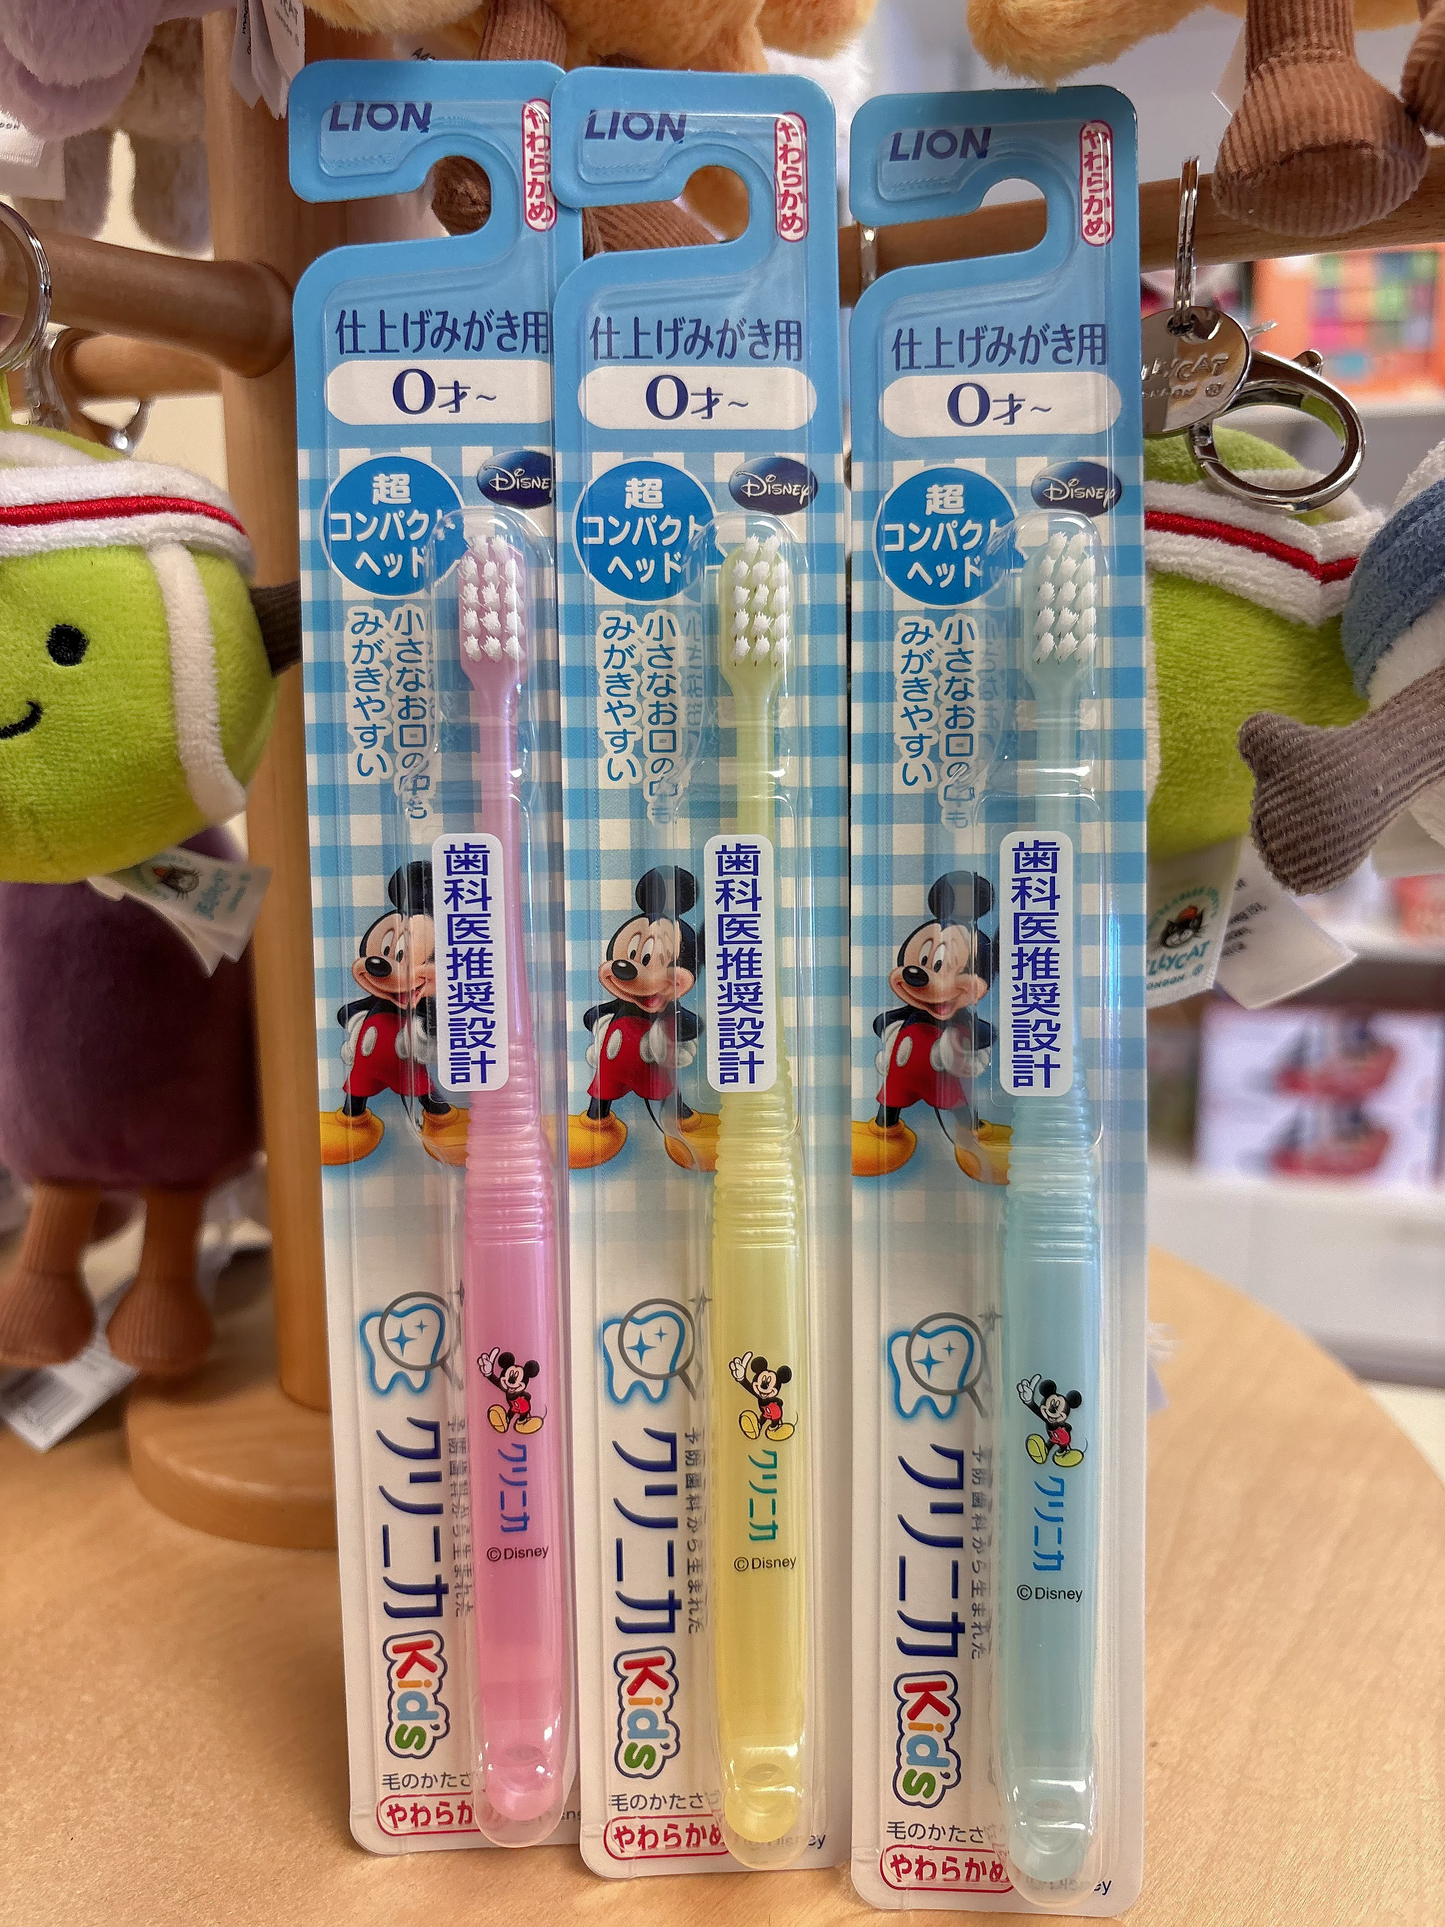 LION
やわらかめ
仕上げみがき用
0才~
Disney
超
コンパクト
ヘッド
小さなお口の中も
みがきやすい
歯科医推奨設計
クリニカ
©Disney
予防歯科から生まれた
クリニカ Kid's
毛のかたさ
やわらか
LION
やわらかめ
仕上げみがき用
0才~
Disney
超
コンパクト
ヘッド
小さなお口の中も
みがきやすい
歯科医推奨設計
クリニカ
©Disney
予防歯科から生まれた
クリニカ Kid's
毛のかたさ
やわらかめ
Disney
LION
やわらかめ
仕上げみがき用
0才~
Disney
超
コンパクト
ヘッド
小さなお口の中も
みがきやすい
歯科医推奨設計
クリニカ
©Disney
予防歯科から生まれた
クリニカ Kid's
毛のかたさ
やわらかめ
LLYCAT
LLYCAT
LONDON